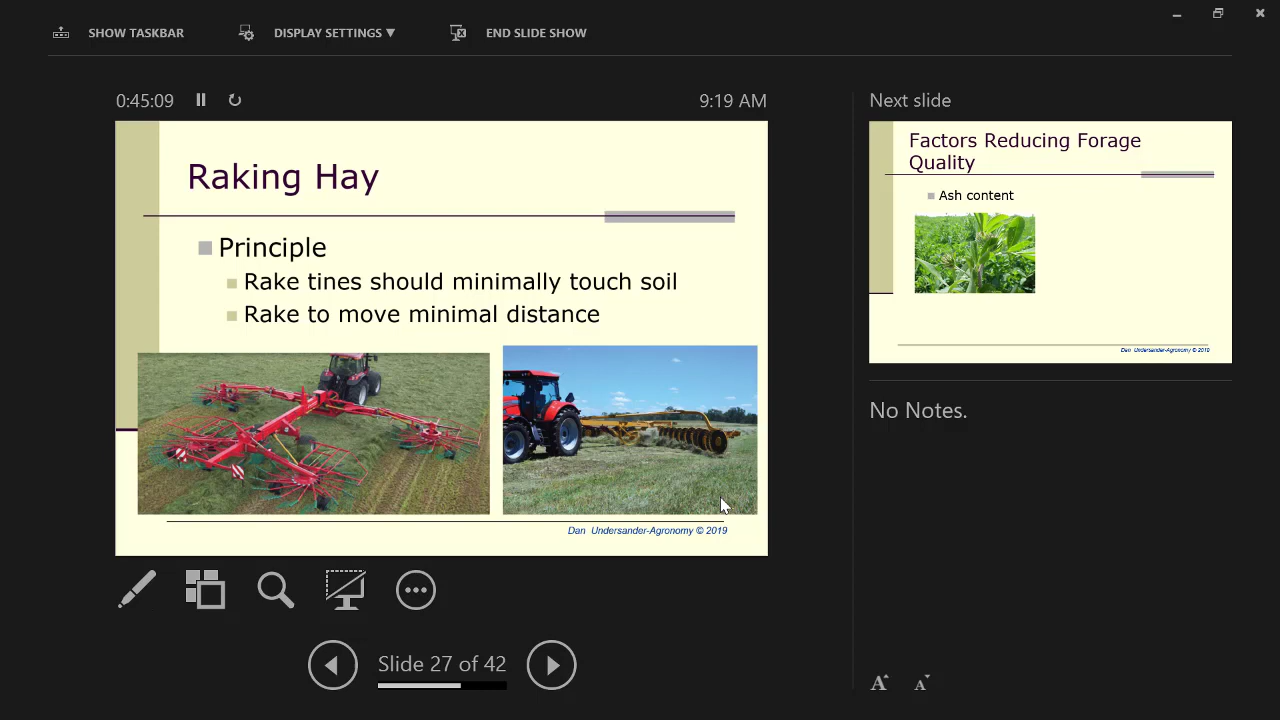 SHOW TASKBAR
DISPLAY SETTINGS ▼
END SLIDE SHOW
0:45:09
9:19 AM
Raking Hay
Principle
Rake tines should minimally touch soil
Rake to move minimal distance
Dan Undersander-Agronomy © 2019
Slide 27 of 42
Next slide
Factors Reducing Forage
Quality
Ash content
Dan Undersander-Agronomy © 2019
No Notes.
A A